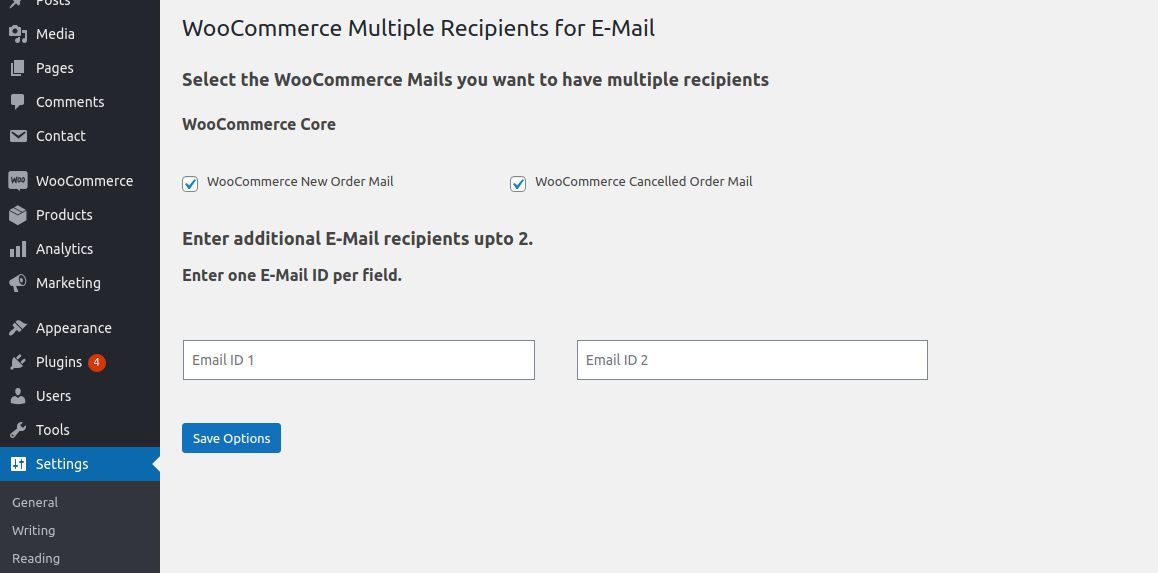 Posts
Media
Pages
Comments
Contact
WOO WooCommerce
Products
Analytics
Marketing
Appearance
Plugins 4
Users
Tools
Settings
General
Writing
Reading
WooCommerce Multiple Recipients for E-Mail
Select the WooCommerce Mails you want to have multiple recipients
WooCommerce Core
WooCommerce New Order Mail WooCommerce Cancelled Order Mail
Enter additional E-Mail recipients upto 2.
Enter one E-Mail ID per field.
Email ID 1 Email ID 2
Save Options